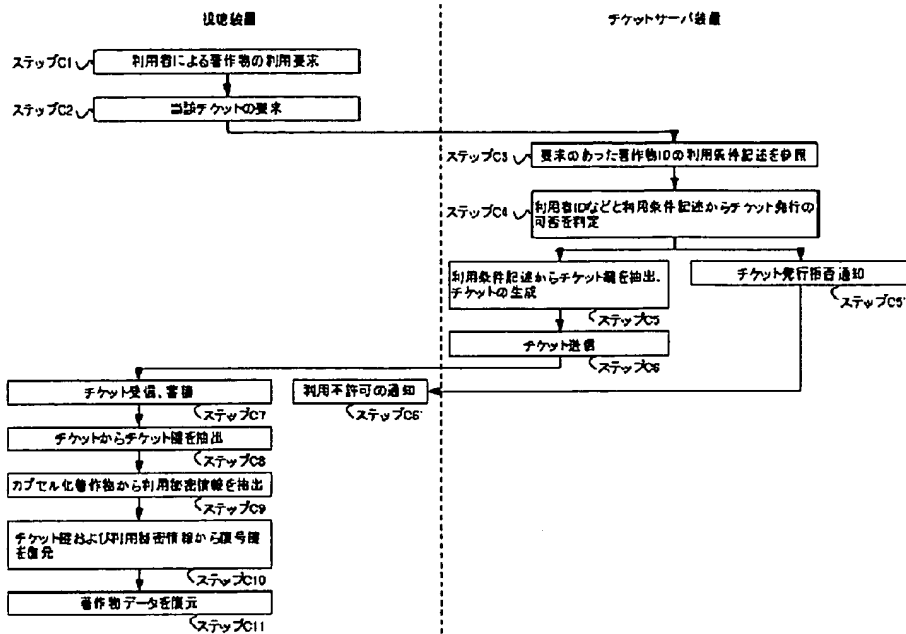 視聴装置
チケットサーバ装置
ステップC1
利用者による著作物の利用要求
ステップC2
当該チケットの要求
ステップC3
要求のあった著作物IDの利用条件記述を参照
ステップC4
利用者IDなどと利用条件記述からチケット発行の
可否を判定
利用条件記述からチケット鍵を抽出、
チケットの生成
ステップC5
チケット発行拒否通知
ステップC5'
チケット送信
ステップC6
チケット受信、蓄積
ステップC7
利用不許可の通知
ステップC6'
チケットからチケット鍵を抽出
ステップC8
カプセル化著作物から利用秘密情報を抽出
ステップC9
チケット鍵および利用秘密情報から復号鍵
を復元
ステップC10
著作物データを復元
ステップC11